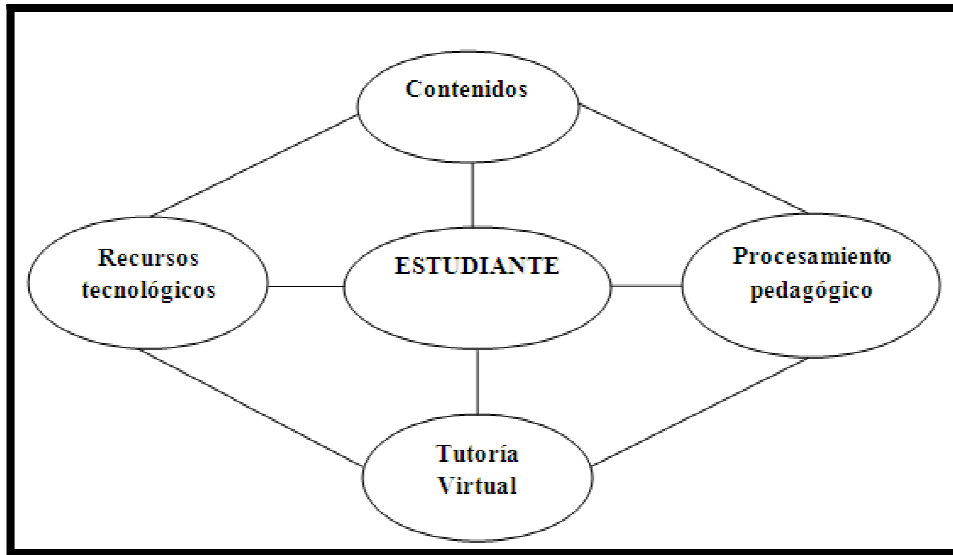 Contenidos
Recursos
tecnológicos
ESTUDIANTE
Procesamiento
pedagógico
Tutoría
Virtual